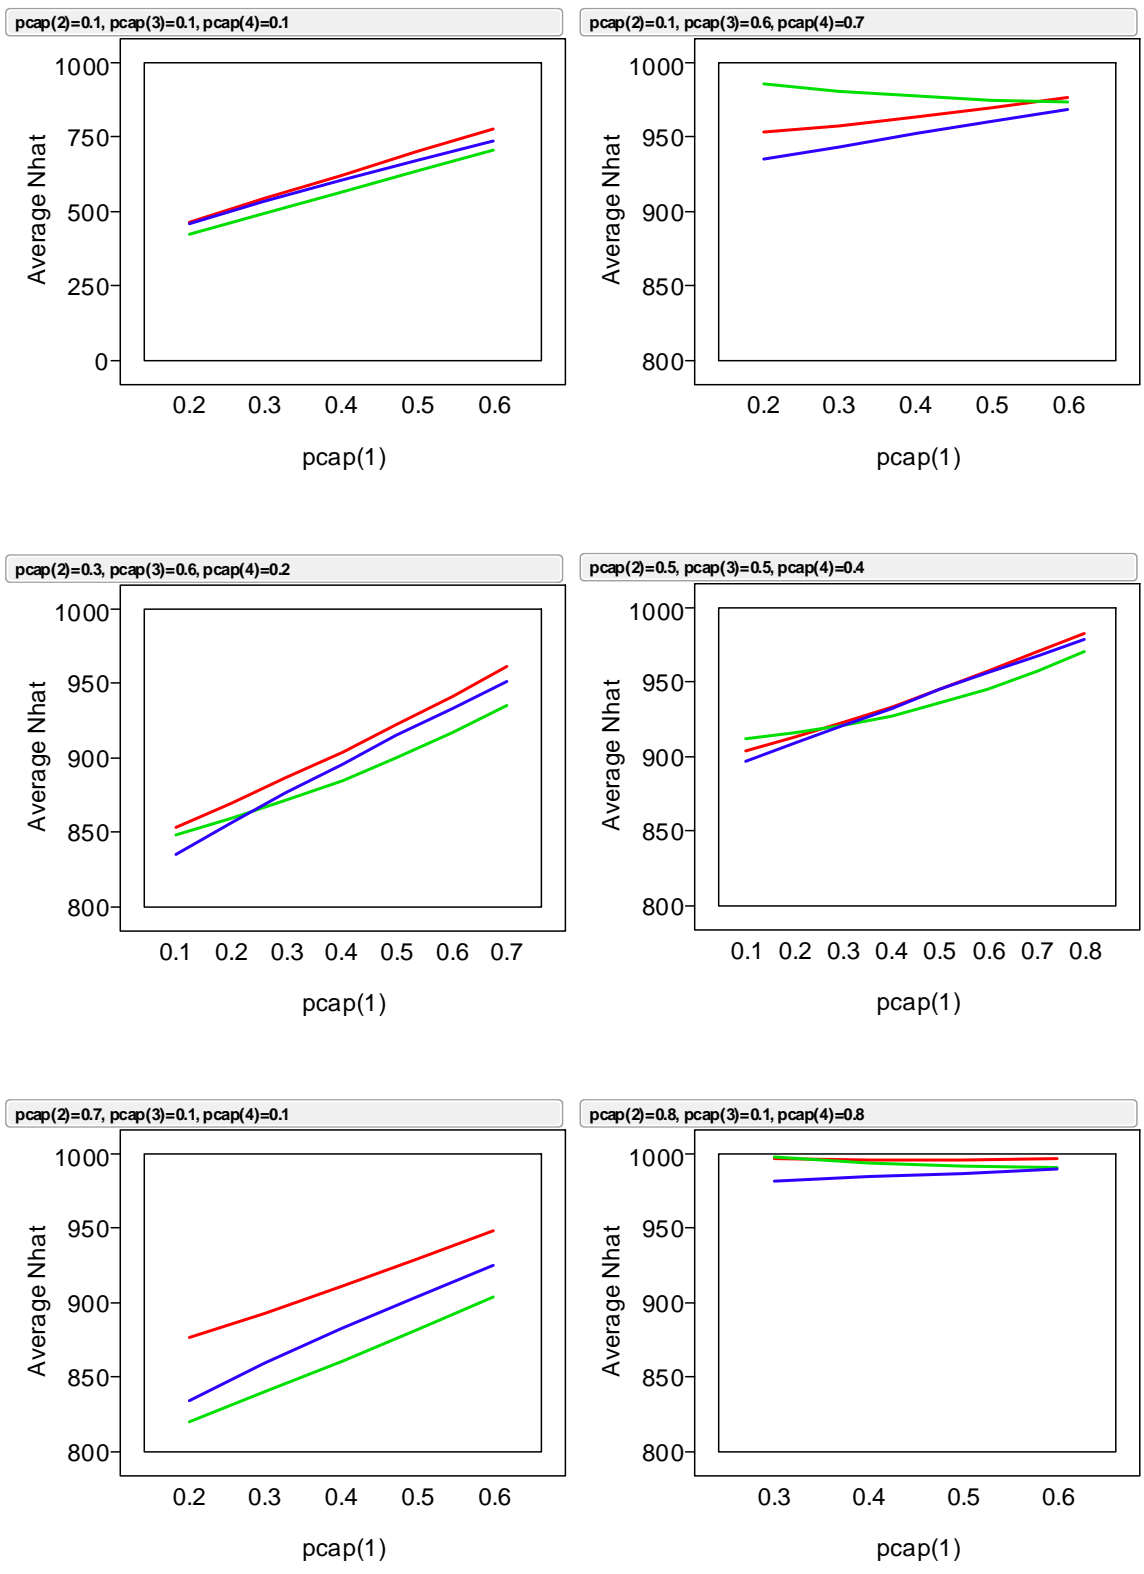 pcap(2)=0.1, pcap(3)=0.1, pcap(4)=0.1
1000
750
500
250
0
Average Nhat
0.2 0.3 0.4 0.5 0.6
pcap(1)
pcap(2)=0.1, pcap(3)=0.6, pcap(4)=0.7
1000
950
900
850
800
Average Nhat
0.2 0.3 0.4 0.5 0.6
pcap(1)
pcap(2)=0.3, pcap(3)=0.6, pcap(4)=0.2
1000
950
900
850
800
Average Nhat
0.1 0.2 0.3 0.4 0.5 0.6 0.7
pcap(1)
pcap(2)=0.5, pcap(3)=0.5, pcap(4)=0.4
1000
950
900
850
800
Average Nhat
0.1 0.2 0.3 0.4 0.5 0.6 0.7 0.8
pcap(1)
pcap(2)=0.7, pcap(3)=0.1, pcap(4)=0.1
1000
950
900
850
800
Average Nhat
0.2 0.3 0.4 0.5 0.6
pcap(1)
pcap(2)=0.8, pcap(3)=0.1, pcap(4)=0.8
1000
950
900
850
800
Average Nhat
0.3 0.4 0.5 0.6
pcap(1)